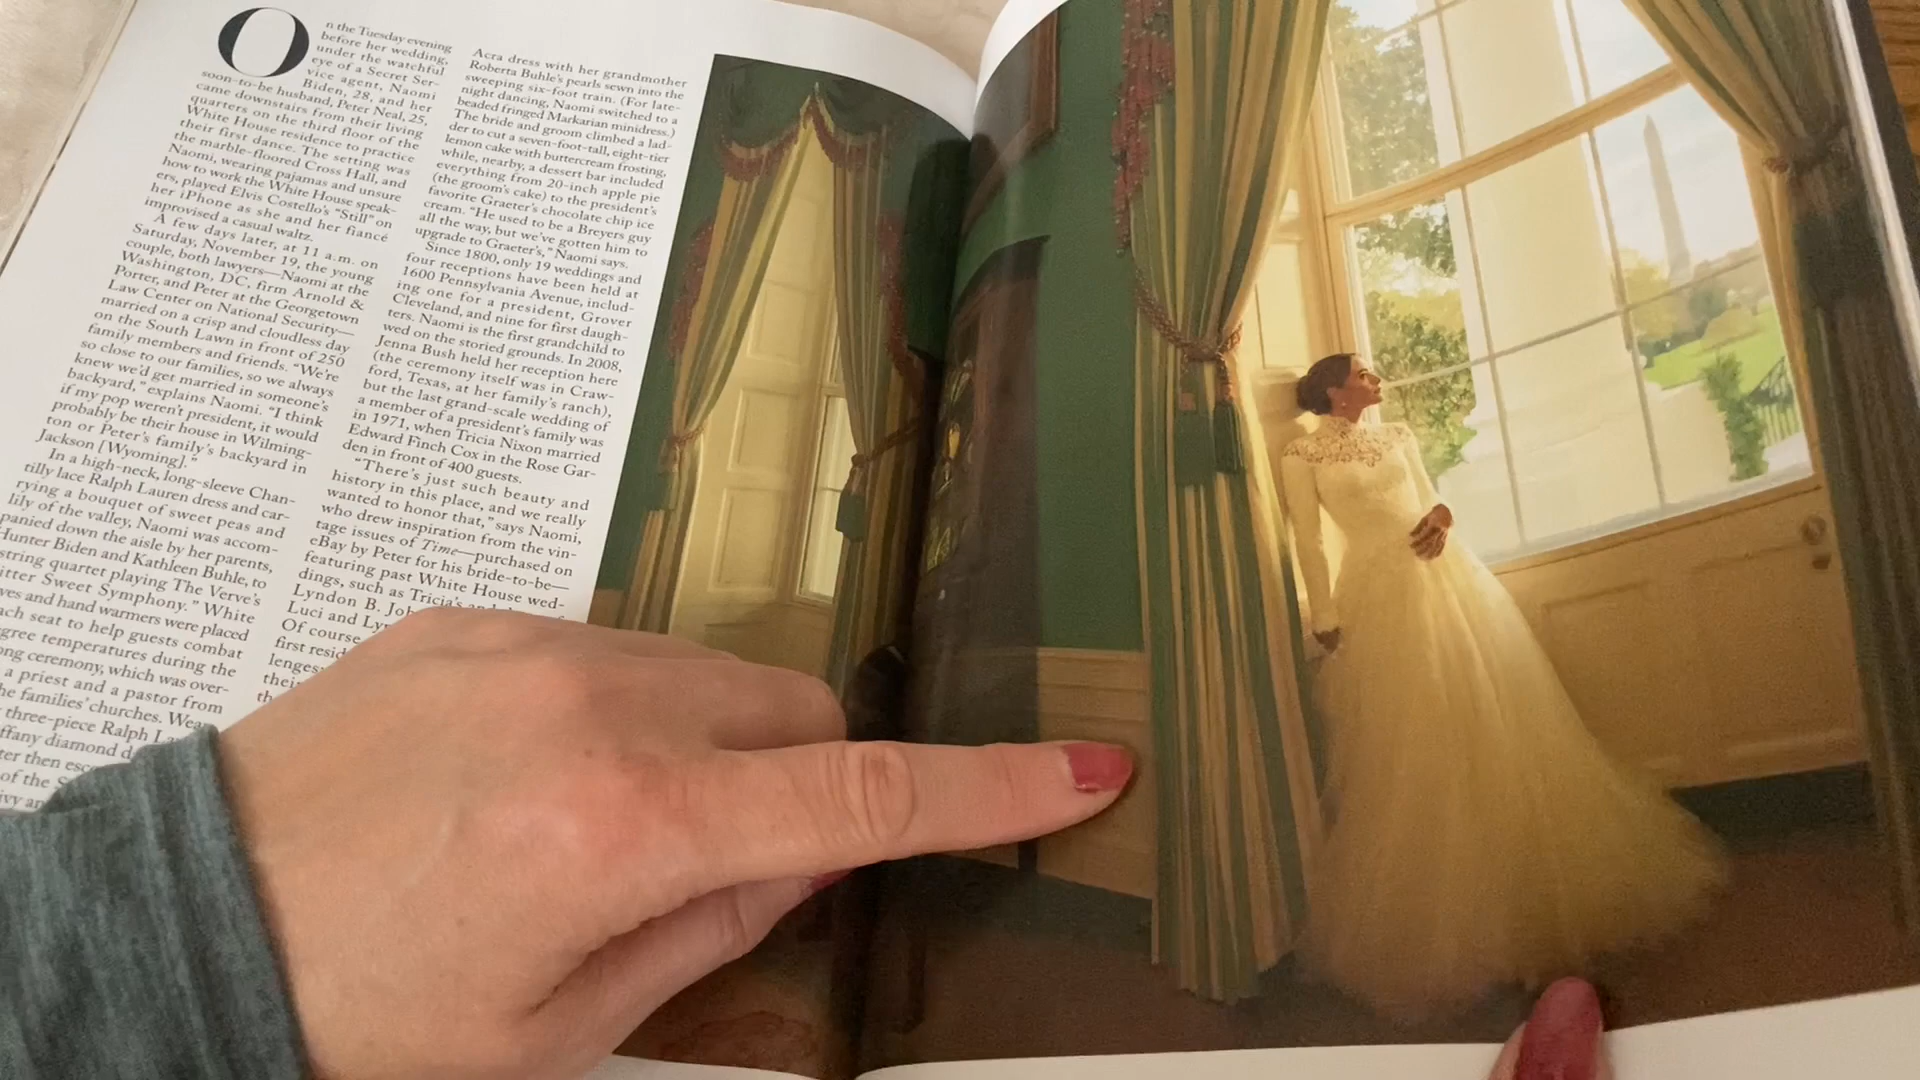 On the Tuesday evening
before her wedding,
under the watchful
eye of a Secret Ser-
vice agent, Naomi
Biden, 28, and her
soon-to-be husband, Peter Neal, 25,
came downstairs from their living
quarters on the third floor of the
White House residence to practice
their first dance. The setting was
the marble-floored Cross Hall, and
Naomi, wearing pajamas and unsure
how to work the White House speak-
ers, played Elvis Costello's "Still" on
her iPhone as she and her fiancé
improvised a casual waltz.
A few days later, at 11 a.m. on
Saturday, November 19, the young
couple, both lawyers—Naomi at the
Washington, DC, firm Arnold &
Porter, and Peter at the Georgetown
Law Center on National Security—
married on a crisp and cloudless day
on the South Lawn in front of 250
family members and friends. "We're
so close to our families, so we always
knew we'd get married in someone's
backyard," explains Naomi. "I think
if my pop weren't president, it would
probably be their house in Wilming-
ton or Peter's family's backyard in
Jackson [Wyoming]."
In a high-neck, long-sleeve Chan-
tilly lace Ralph Lauren dress and car-
rying a bouquet of sweet peas and
lily of the valley, Naomi was accom-
panied down the aisle by her parents,
Hunter Biden and Kathleen Buhle, to
string quartet playing The Verve's
itter Sweet Symphony." White
ves and hand warmers were placed
ach seat to help guests combat
gree temperatures during the
ong ceremony, which was over-
a priest and a pastor from
he families' churches. Wear
three-piece Ralph La
ffany diamond d
ter then esc
of the S
ivy an
Acra dress with her grandmother
Roberta Buhle's pearls sewn into the
sweeping six-foot train. (For late-
night dancing, Naomi switched to a
beaded fringed Markarian minidress.)
The bride and groom climbed a lad-
der to cut a seven-foot-tall, eight-tier
lemon cake with buttercream frosting,
while, nearby, a dessert bar included
everything from 20-inch apple pie
(the groom's cake) to the president's
favorite Graeter's chocolate chip ice
cream. "He used to be a Breyers guy
all the way, but we've gotten him to
upgrade to Graeter's," Naomi says.
Since 1800, only 19 weddings and
four receptions have been held at
1600 Pennsylvania Avenue, includ-
ing one for a president, Grover
Cleveland, and nine for first daugh-
ters. Naomi is the first grandchild to
wed on the storied grounds. In 2008,
Jenna Bush held her reception here
(the ceremony itself was in Craw-
ford, Texas, at her family's ranch),
but the last grand-scale wedding of
a member of a president's family was
in 1971, when Tricia Nixon married
Edward Finch Cox in the Rose Gar-
den in front of 400 guests.
"There's just such beauty and
history in this place, and we really
wanted to honor that," says Naomi,
who drew inspiration from the vin-
tage issues of Time—purchased on
eBay by Peter for his bride-to-be—
featuring past White House wed-
dings, such as Tricia's and
Lyndon B. Joh
Luci and Lyn
Of course
first resid
lenges:
their
th